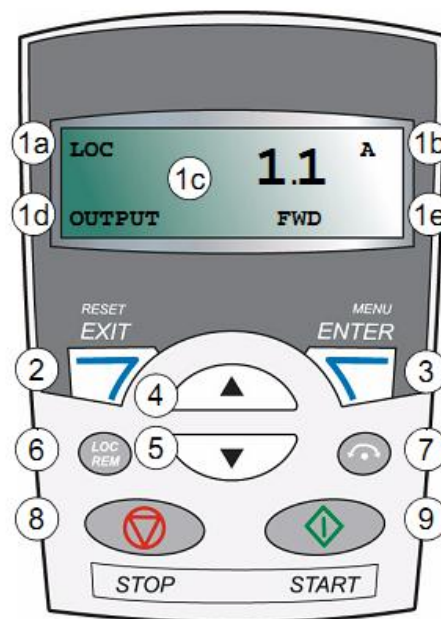 1a
LOC
1.1
A
1b
1c
1d
OUTPUT
FWD
1e
RESET
EXIT
MENU
ENTER
2
3
4
5
6
LOC
REM
7
8
9
STOP
START